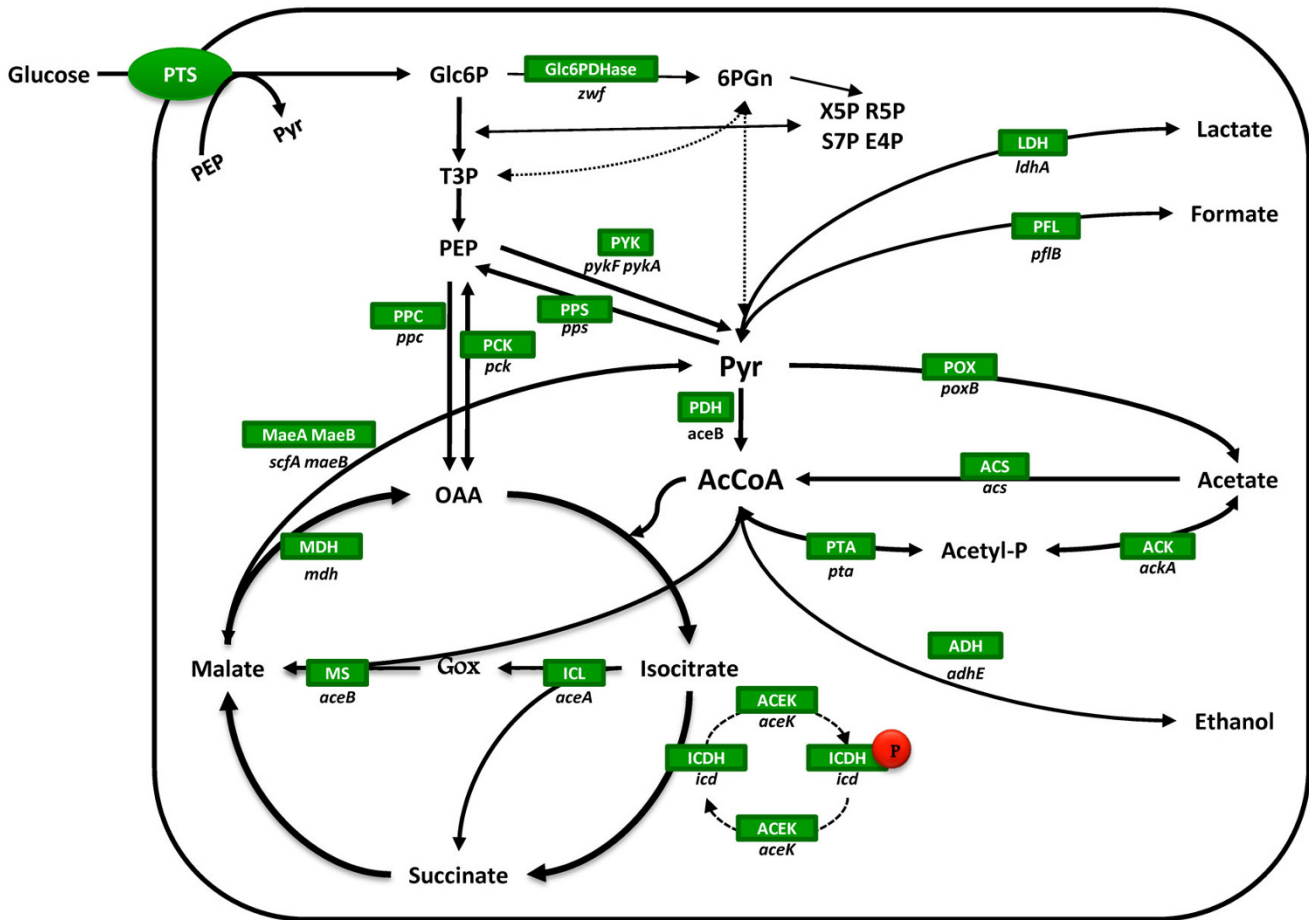 Glucose
PTS
PEP
Pyr
Glc6P
Glc6PDHase
zwf
6PGn
X5P R5P
S7P E4P
T3P
LDH
ldhA
Lactate
PFL
pflB
Formate
PEP
PYK
pykF pykA
PPS
pps
PPC
ppc
PCK
pck
Pyr
POX
poxB
PDH
aceB
MaeA MaeB
scfA maeB
OAA
AcCoA
ACS
acs
Acetate
MDH
mdh
PTA
pta
Acetyl-P
ACK
ackA
Malate
MS
aceB
Gox
ICL
aceA
Isocitrate
ADH
adhE
Ethanol
ACEK
aceK
ICDH
icd
ICDH
icd
P
ACEK
aceK
Succinate